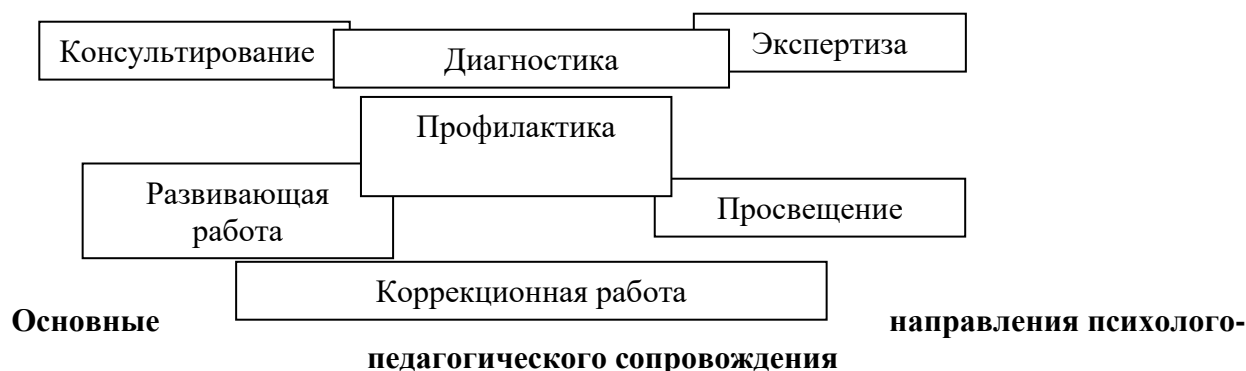 Консультирование
Диагностика
Экспертиза
Профилактика
Развивающая
работа
Просвещение
Коррекционная работа
Основные направления психолого-
педагогического сопровождения